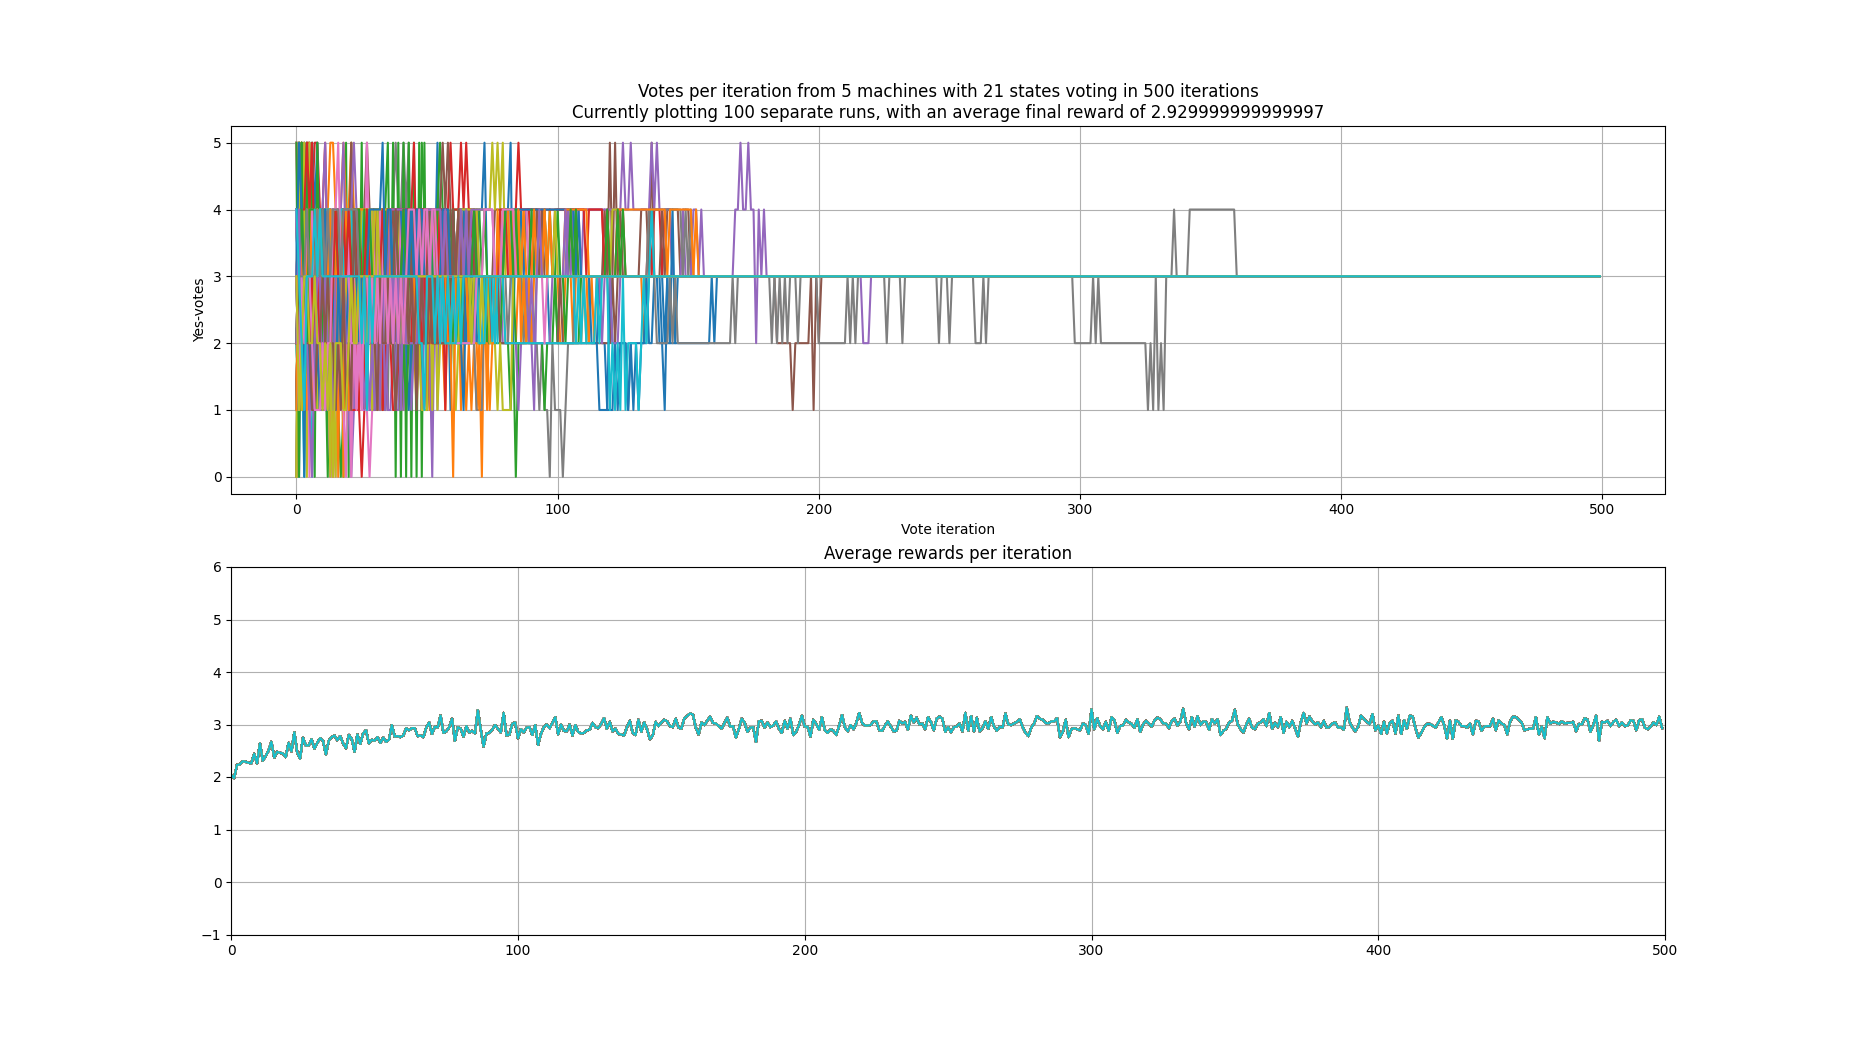 Votes per iteration from 5 machines with 21 states voting in 500 iterations
Currently plotting 100 separate runs, with an average final reward of 2.929999999999997
5
4
3
2
1
0
Yes-votes
0 100 200 300 400 500
Vote iteration
Average rewards per iteration
6
5
4
3
2
1
0
−1
0 100 200 300 400 500